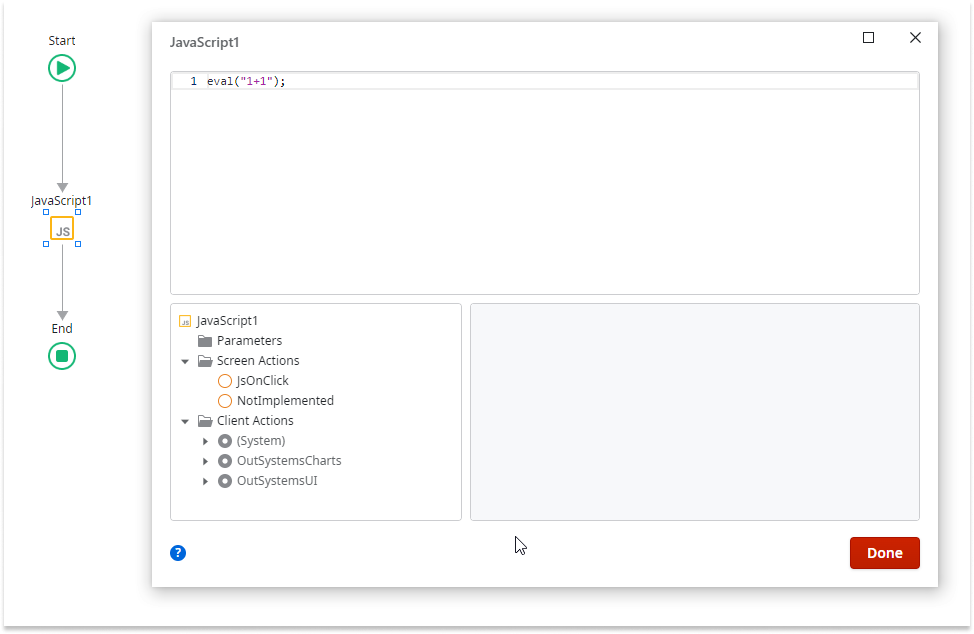 Start
JavaScript1
JS
End
JavaScript1
1 eval("1+1");
JS JavaScript1
Parameters
Screen Actions
JsOnClick
NotImplemented
Client Actions
(System)
OutSystemsCharts
OutSystemsUI
?
Done